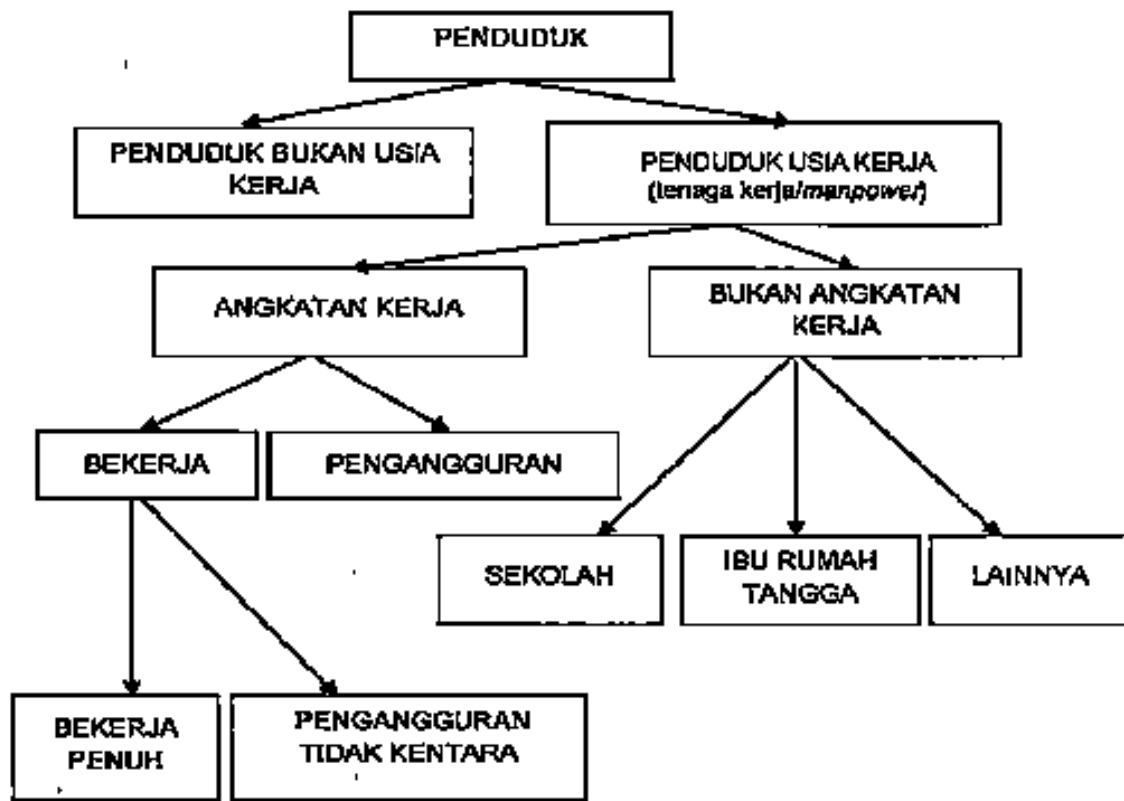 PENDUDUK
PENDUDUK BUKAN USIA
KERJA
PENDUDUK USIA KERJA
(tenaga kerja/manpower)
ANGKATAN KERJA
BUKAN ANGKATAN
KERJA
BEKERJA
PENGANGGURAN
SEKOLAH
IBU RUMAH
TANGGA
LAINNYA
BEKERJA
PENUH
PENGANGGURAN
TIDAK KENTARA